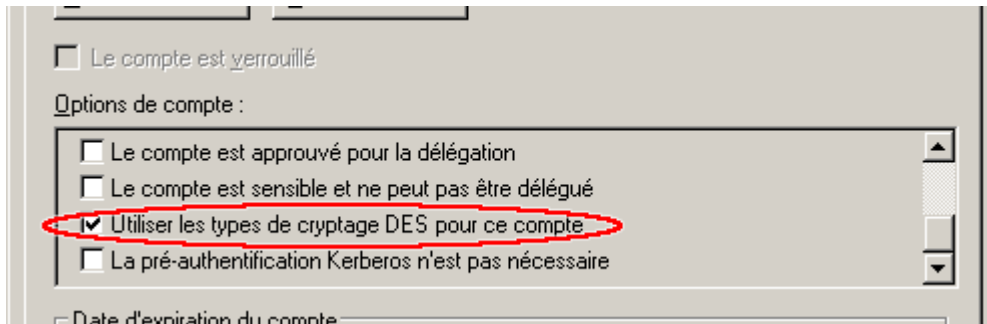 Le compte est verrouillé
Options de compte :
Le compte est approuvé pour la délégation
Le compte est sensible et ne peut pas être délégué
Utiliser les types de cryptage DES pour ce compte
La pré-authentification Kerberos n'est pas nécessaire
Date d'expiration du compte